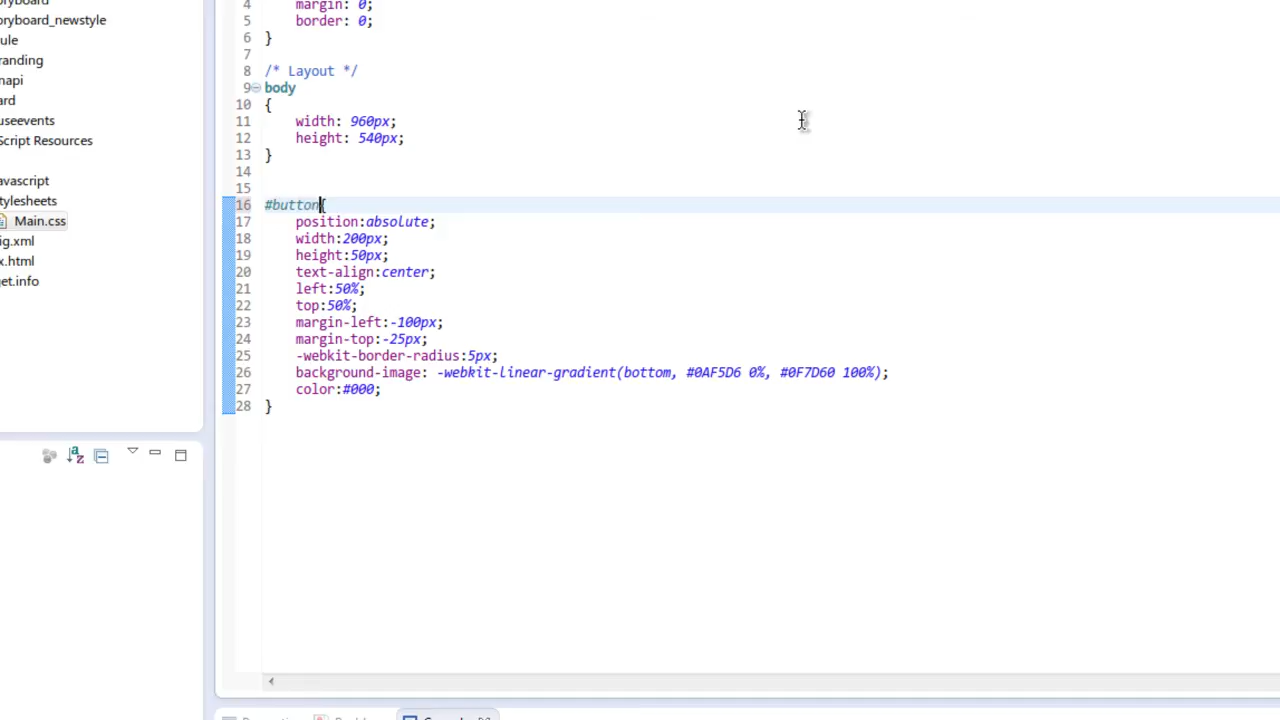 oryboard
oryboard_newstyle
ule
randing
napi
ard
useevents
Script Resources
avascript
tylesheets
Main.css
ig.xml
x.html
get.info
4 margin: 0;
5 border: 0;
6 }
7
8 /* Layout */
9 body
10 {
11 width: 960px;
12 height: 540px;
13 }
14
15
16 #button{
17 position:absolute;
18 width:200px;
19 height:50px;
20 text-align:center;
21 left:50%;
22 top:50%;
23 margin-left:-100px;
24 margin-top:-25px;
25 -webkit-border-radius:5px;
26 background-image: -webkit-linear-gradient(bottom, #0AF5D6 0%, #0F7D60 100%);
27 color:#000;
28 }